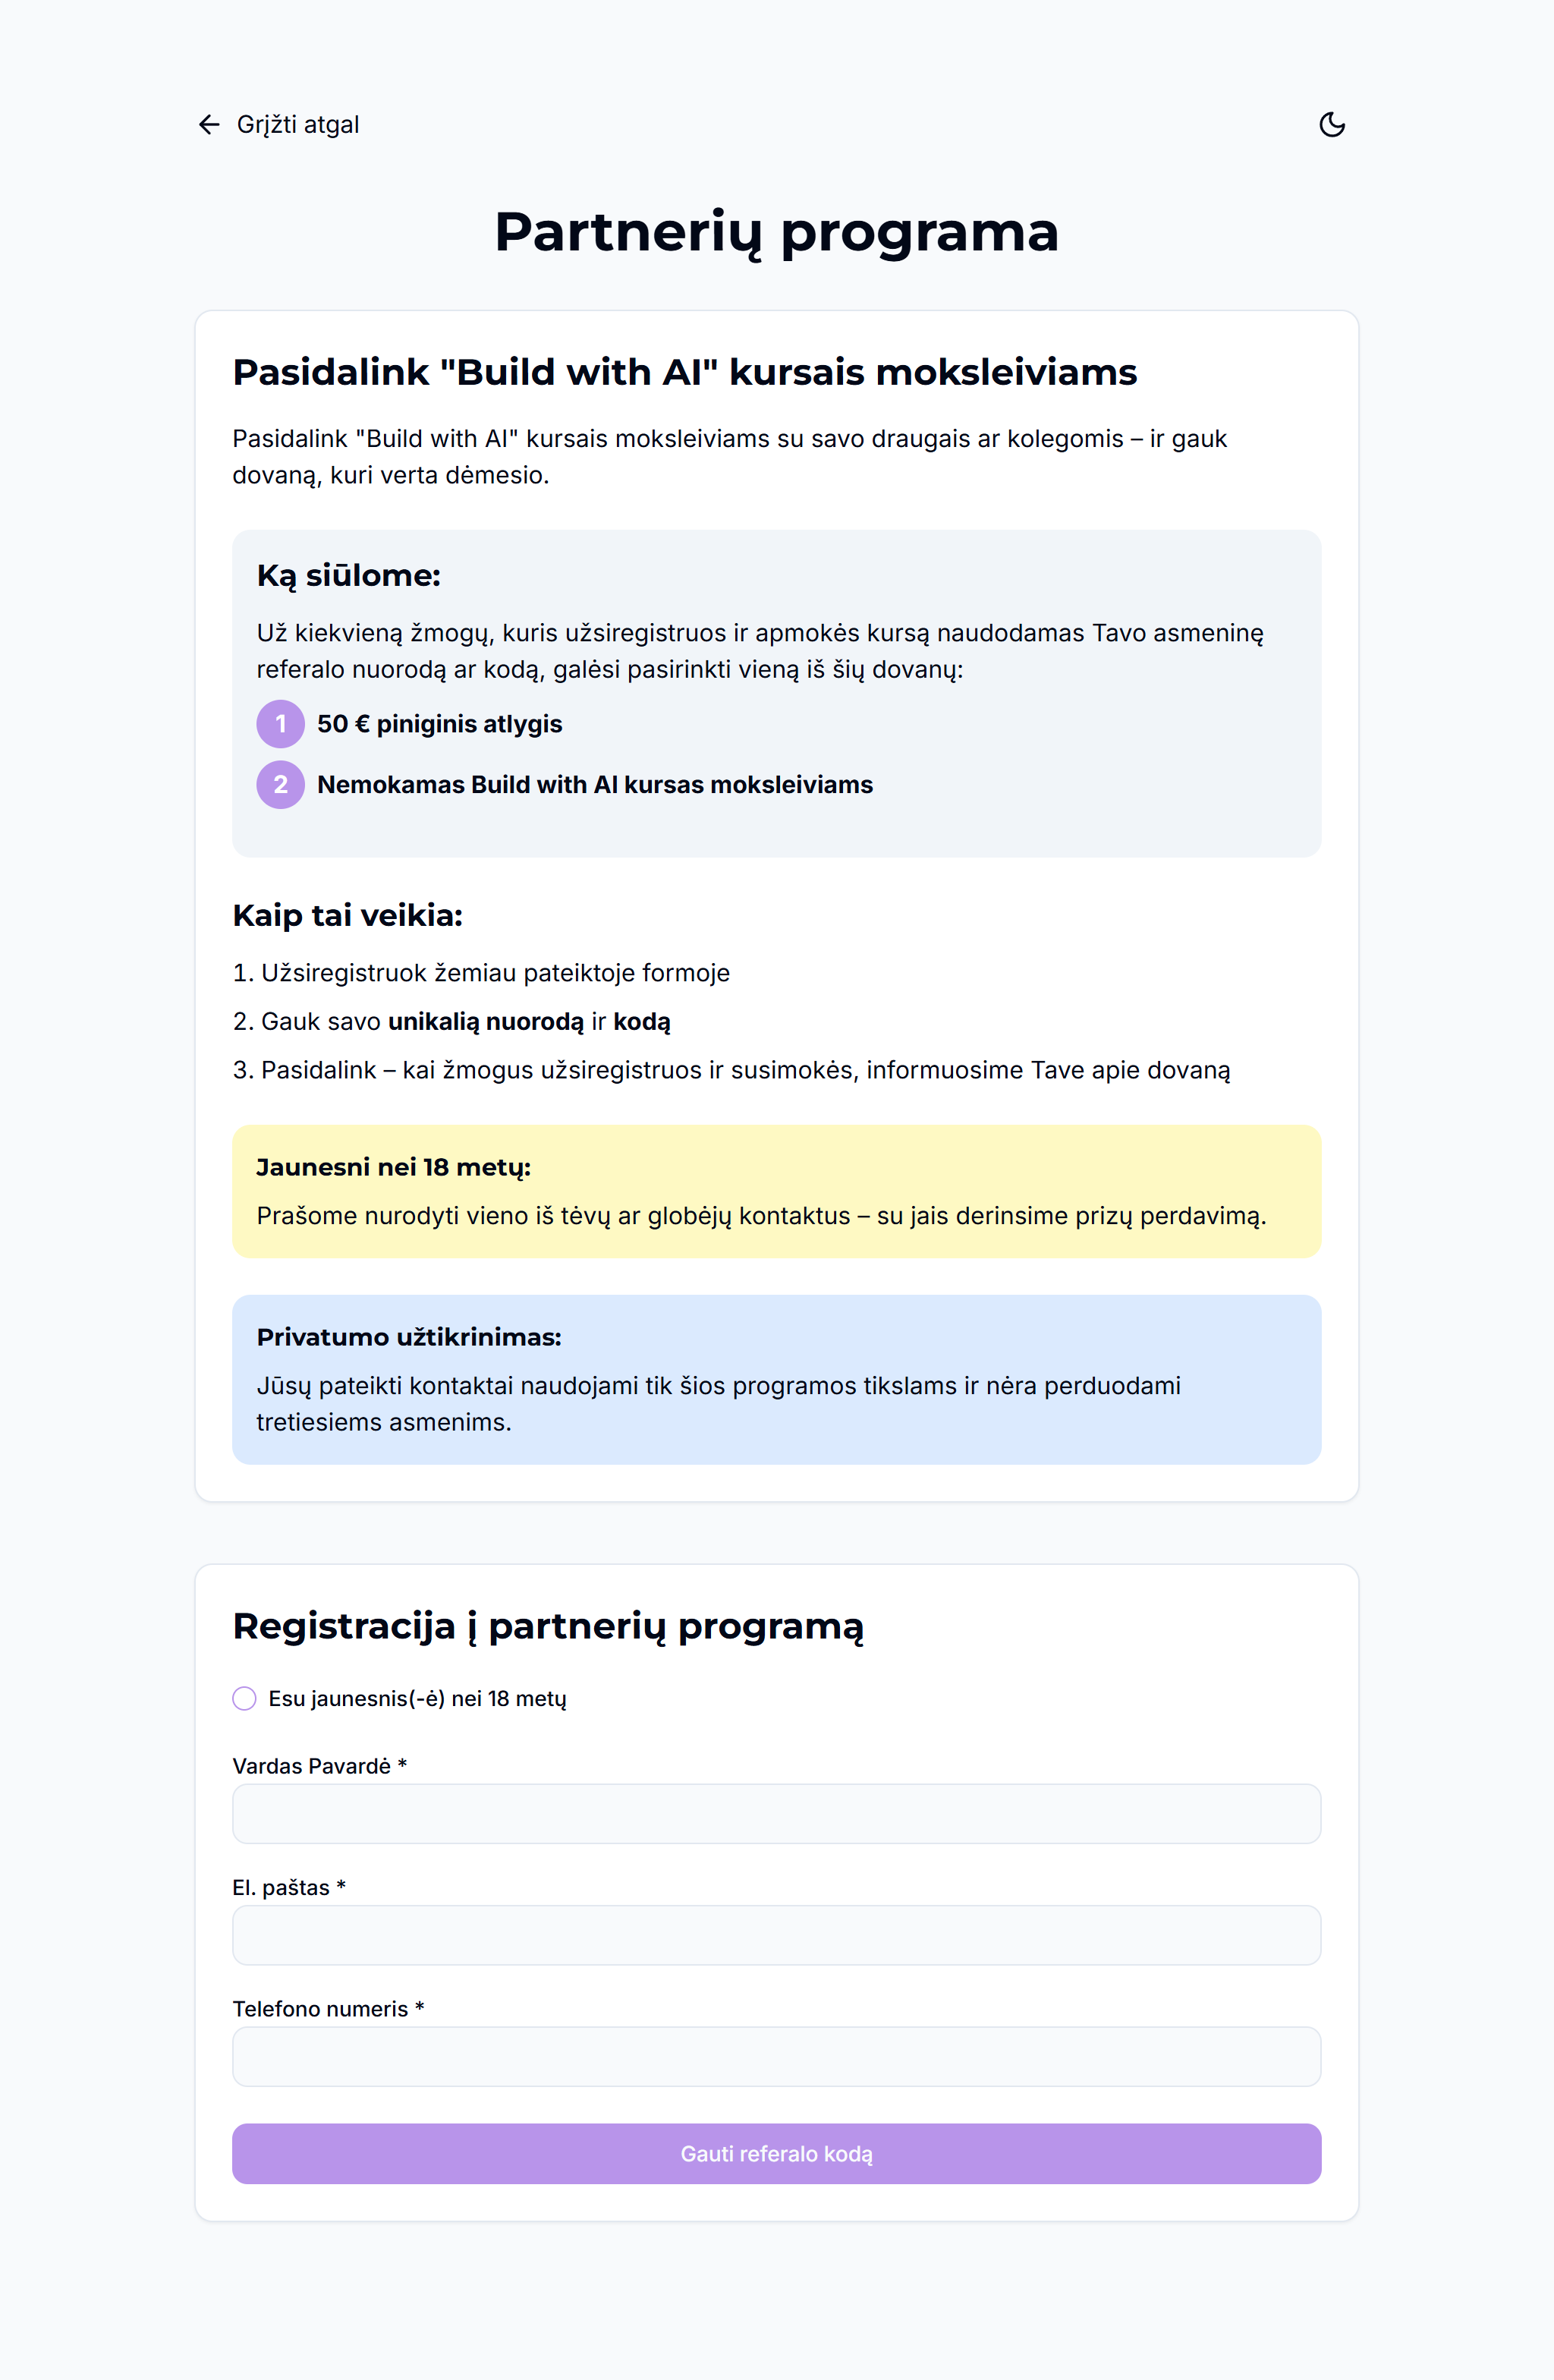 Grįžti atgal
Partnerių programa
Pasidalink "Build with AI" kursais moksleiviams
Pasidalink "Build with AI" kursais moksleiviams su savo draugais ar kolegomis – ir gauk
dovaną, kuri verta dėmesio.
Ką siūlome:
Už kiekvieną žmogų, kuris užsiregistruos ir apmokės kursą naudodamas Tavo asmeninę
referalo nuorodą ar kodą, galėsi pasirinkti vieną iš šių dovanų:
1 50 € piniginis atlygis
2 Nemokamas Build with AI kursas moksleiviams
Kaip tai veikia:
1. Užsiregistruok žemiau pateiktoje formoje
2. Gauk savo unikalią nuorodą ir kodą
3. Pasidalink – kai žmogus užsiregistruos ir susimokės, informuosime Tave apie dovaną
Jaunesni nei 18 metų:
Prašome nurodyti vieno iš tėvų ar globėjų kontaktus – su jais derinsime prizų perdavimą.
Privatumo užtikrinimas:
Jūsų pateikti kontaktai naudojami tik šios programos tikslams ir nėra perduodami
tretiesiems asmenims.
Registracija į partnerių programą
Esu jaunesnis(-ė) nei 18 metų
Vardas Pavardė *
El. paštas *
Telefono numeris *
Gauti referalo kodą